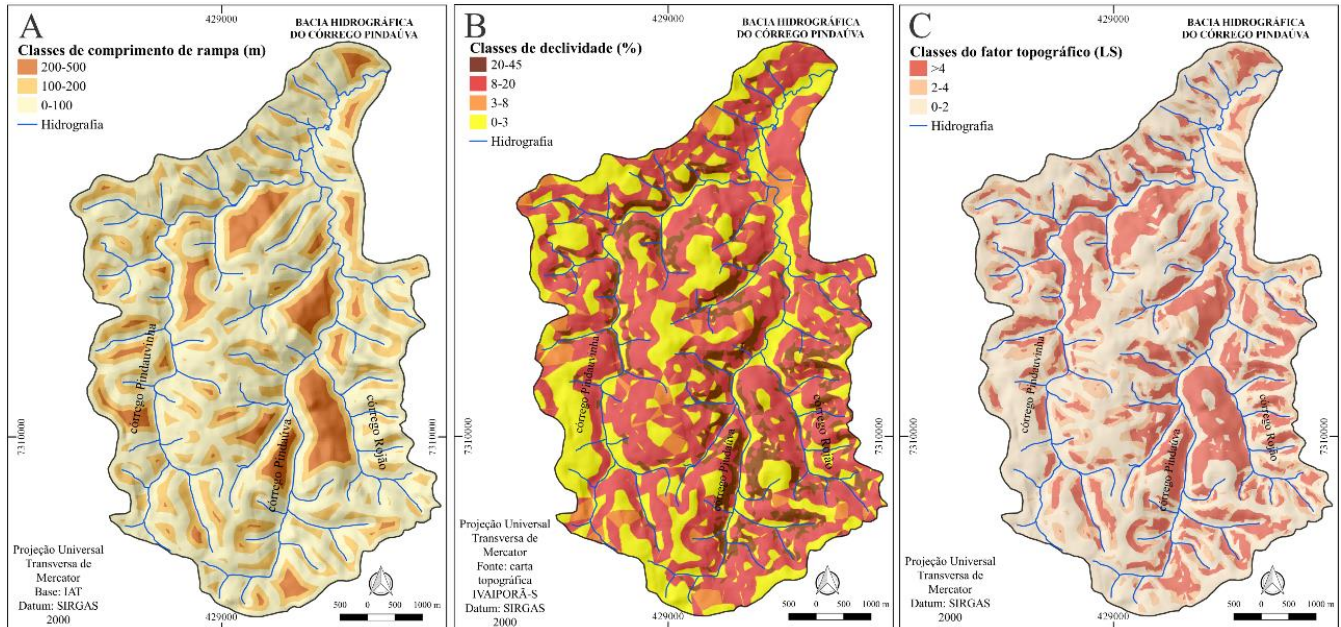 A
429000
BACIA HIDROGRÁFICA
DO CÓRREGO PINDAÚVA
Classes de comprimento de rampa (m)
200-500
100-200
0-100
Hidrografia
córrego Pindauvinha
córrego Pindaúva
córrego Rojão
7310000
7310000
Projeção Universal
Transversa de
Mercator
Base: IAT
Datum: SIRGAS
2000
500 0 500 1000 m
429000
B
429000
BACIA HIDROGRÁFICA
DO CÓRREGO PINDAÚVA
Classes de declividade (%)
20-45
8-20
3-8
0-3
Hidrografia
córrego Pindauvinha
córrego Pindaúva
córrego Rojão
7310000
7310000
Projeção Universal
Transversa de
Mercator
Fonte: carta
topográfica
IVAIPORÃ-S
Datum: SIRGAS
2000
500 0 500 1000 m
429000
C
429000
BACIA HIDROGRÁFICA
DO CÓRREGO PINDAÚVA
Classes do fator topográfico (LS)
>4
2-4
0-2
Hidrografia
córrego Pindauvinha
córrego Pindaúva
córrego Rojão
7310000
7310000
Projeção Universal
Transversa de
Mercator
Datum: SIRGAS
2000
500 0 500 1000 m
429000